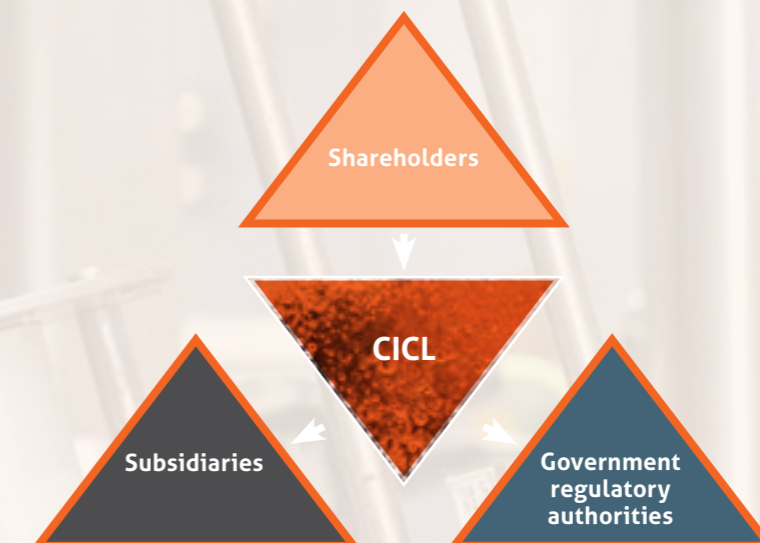 Shareholders
CICL
Subsidiaries
Government
regulatory
authorities